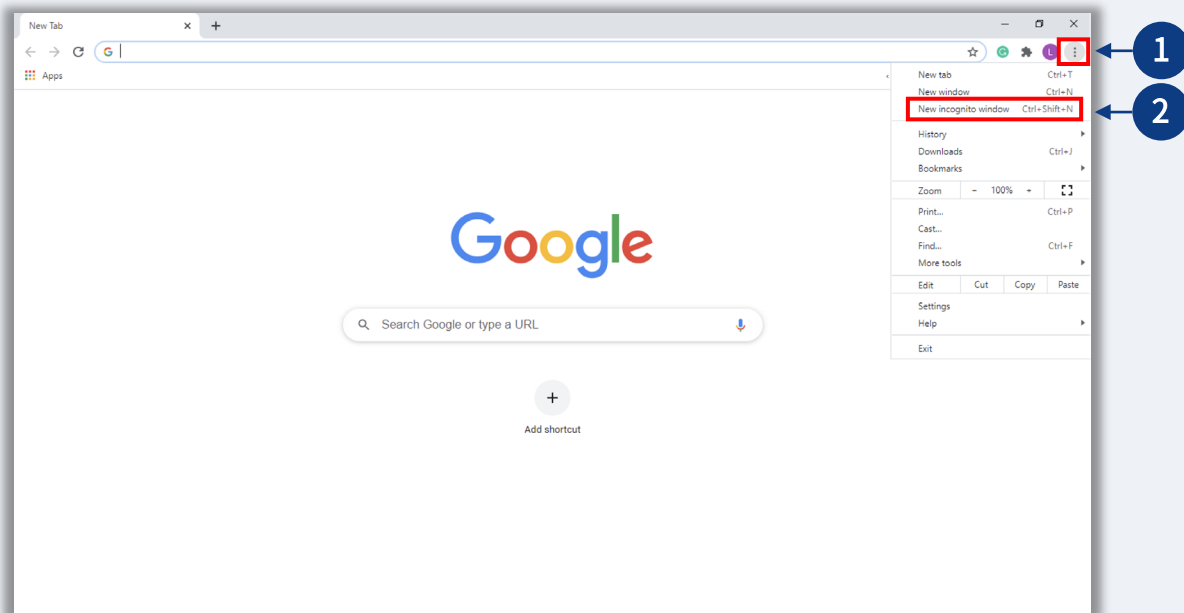 New Tab
G
L
1
Apps
New tab Ctrl+T
New window Ctrl+N
New incognito window Ctrl+Shift+N
2
History
Downloads Ctrl+J
Bookmarks
Zoom - 100% +
Print... Ctrl+P
Cast...
Find... Ctrl+F
More tools
Edit Cut Copy Paste
Settings
Help
Exit
Google
Search Google or type a URL
Add shortcut